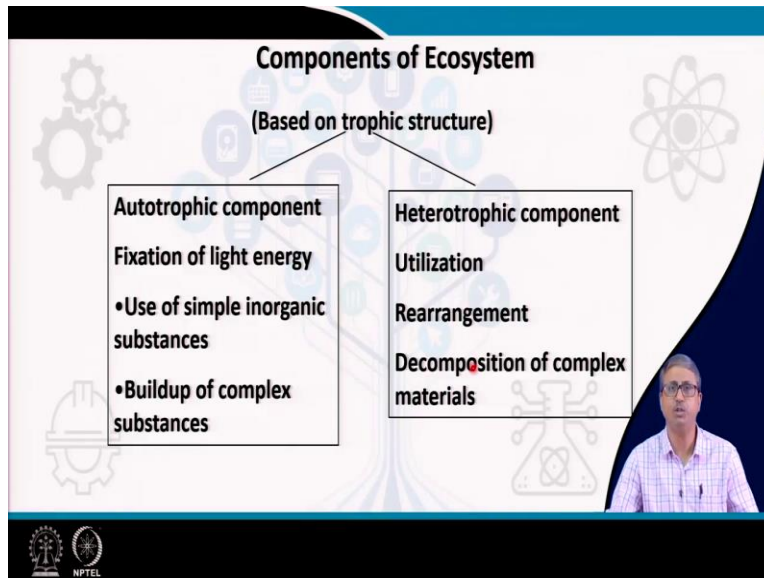 Components of Ecosystem
(Based on trophic structure)
Autotrophic component
Fixation of light energy
•Use of simple inorganic
substances
•Buildup of complex
substances
Heterotrophic component
Utilization
Rearrangement
Decomposition of complex
materials
NPTEL